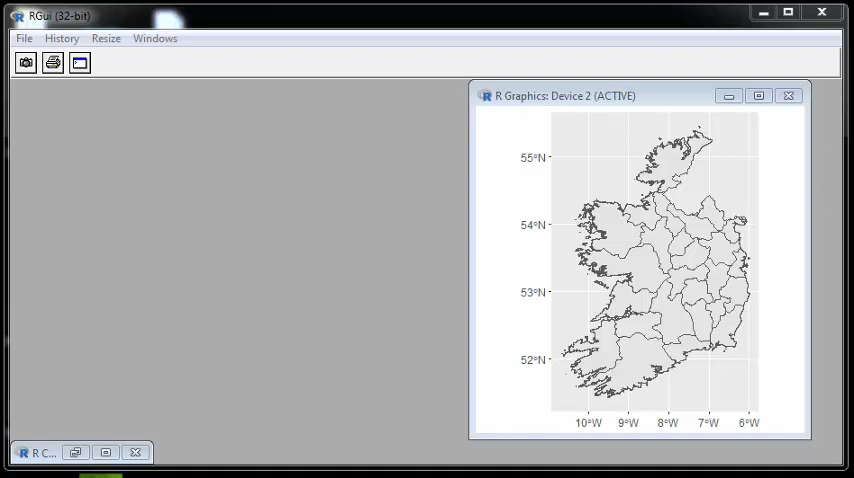 RGui (32-bit)
File History Resize Windows
R Graphics: Device 2 (ACTIVE)
55°N
54°N
53°N
52°N
10°W 9°W 8°W 7°W 6°W
R C...